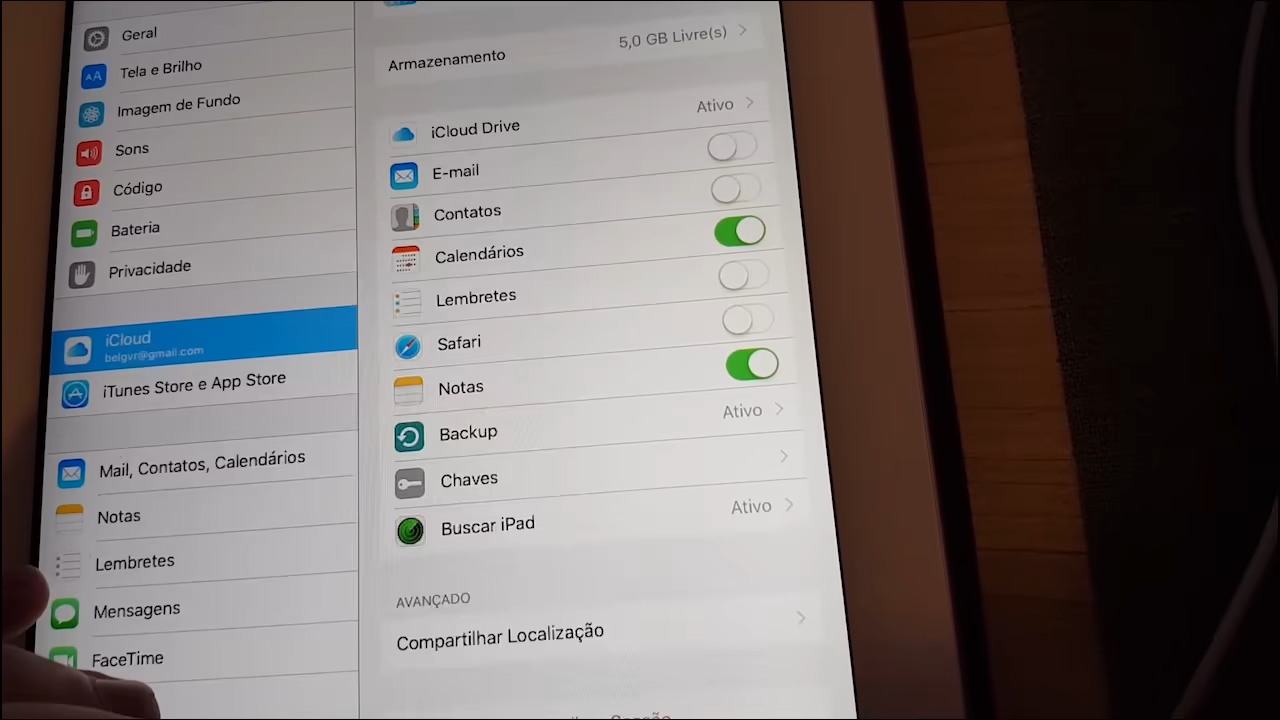 Geral
Tela e Brilho
Imagem de Fundo
Sons
Código
Bateria
Privacidade
iCloud
belgvr@gmail.com
iTunes Store e App Store
Mail, Contatos, Calendários
Notas
Lembretes
Mensagens
FaceTime
Armazenamento 5,0 GB Livre(s)
iCloud Drive Ativo
E-mail
Contatos
Calendários
Lembretes
Safari
Notas
Backup Ativo
Chaves
Buscar iPad Ativo
AVANÇADO
Compartilhar Localização